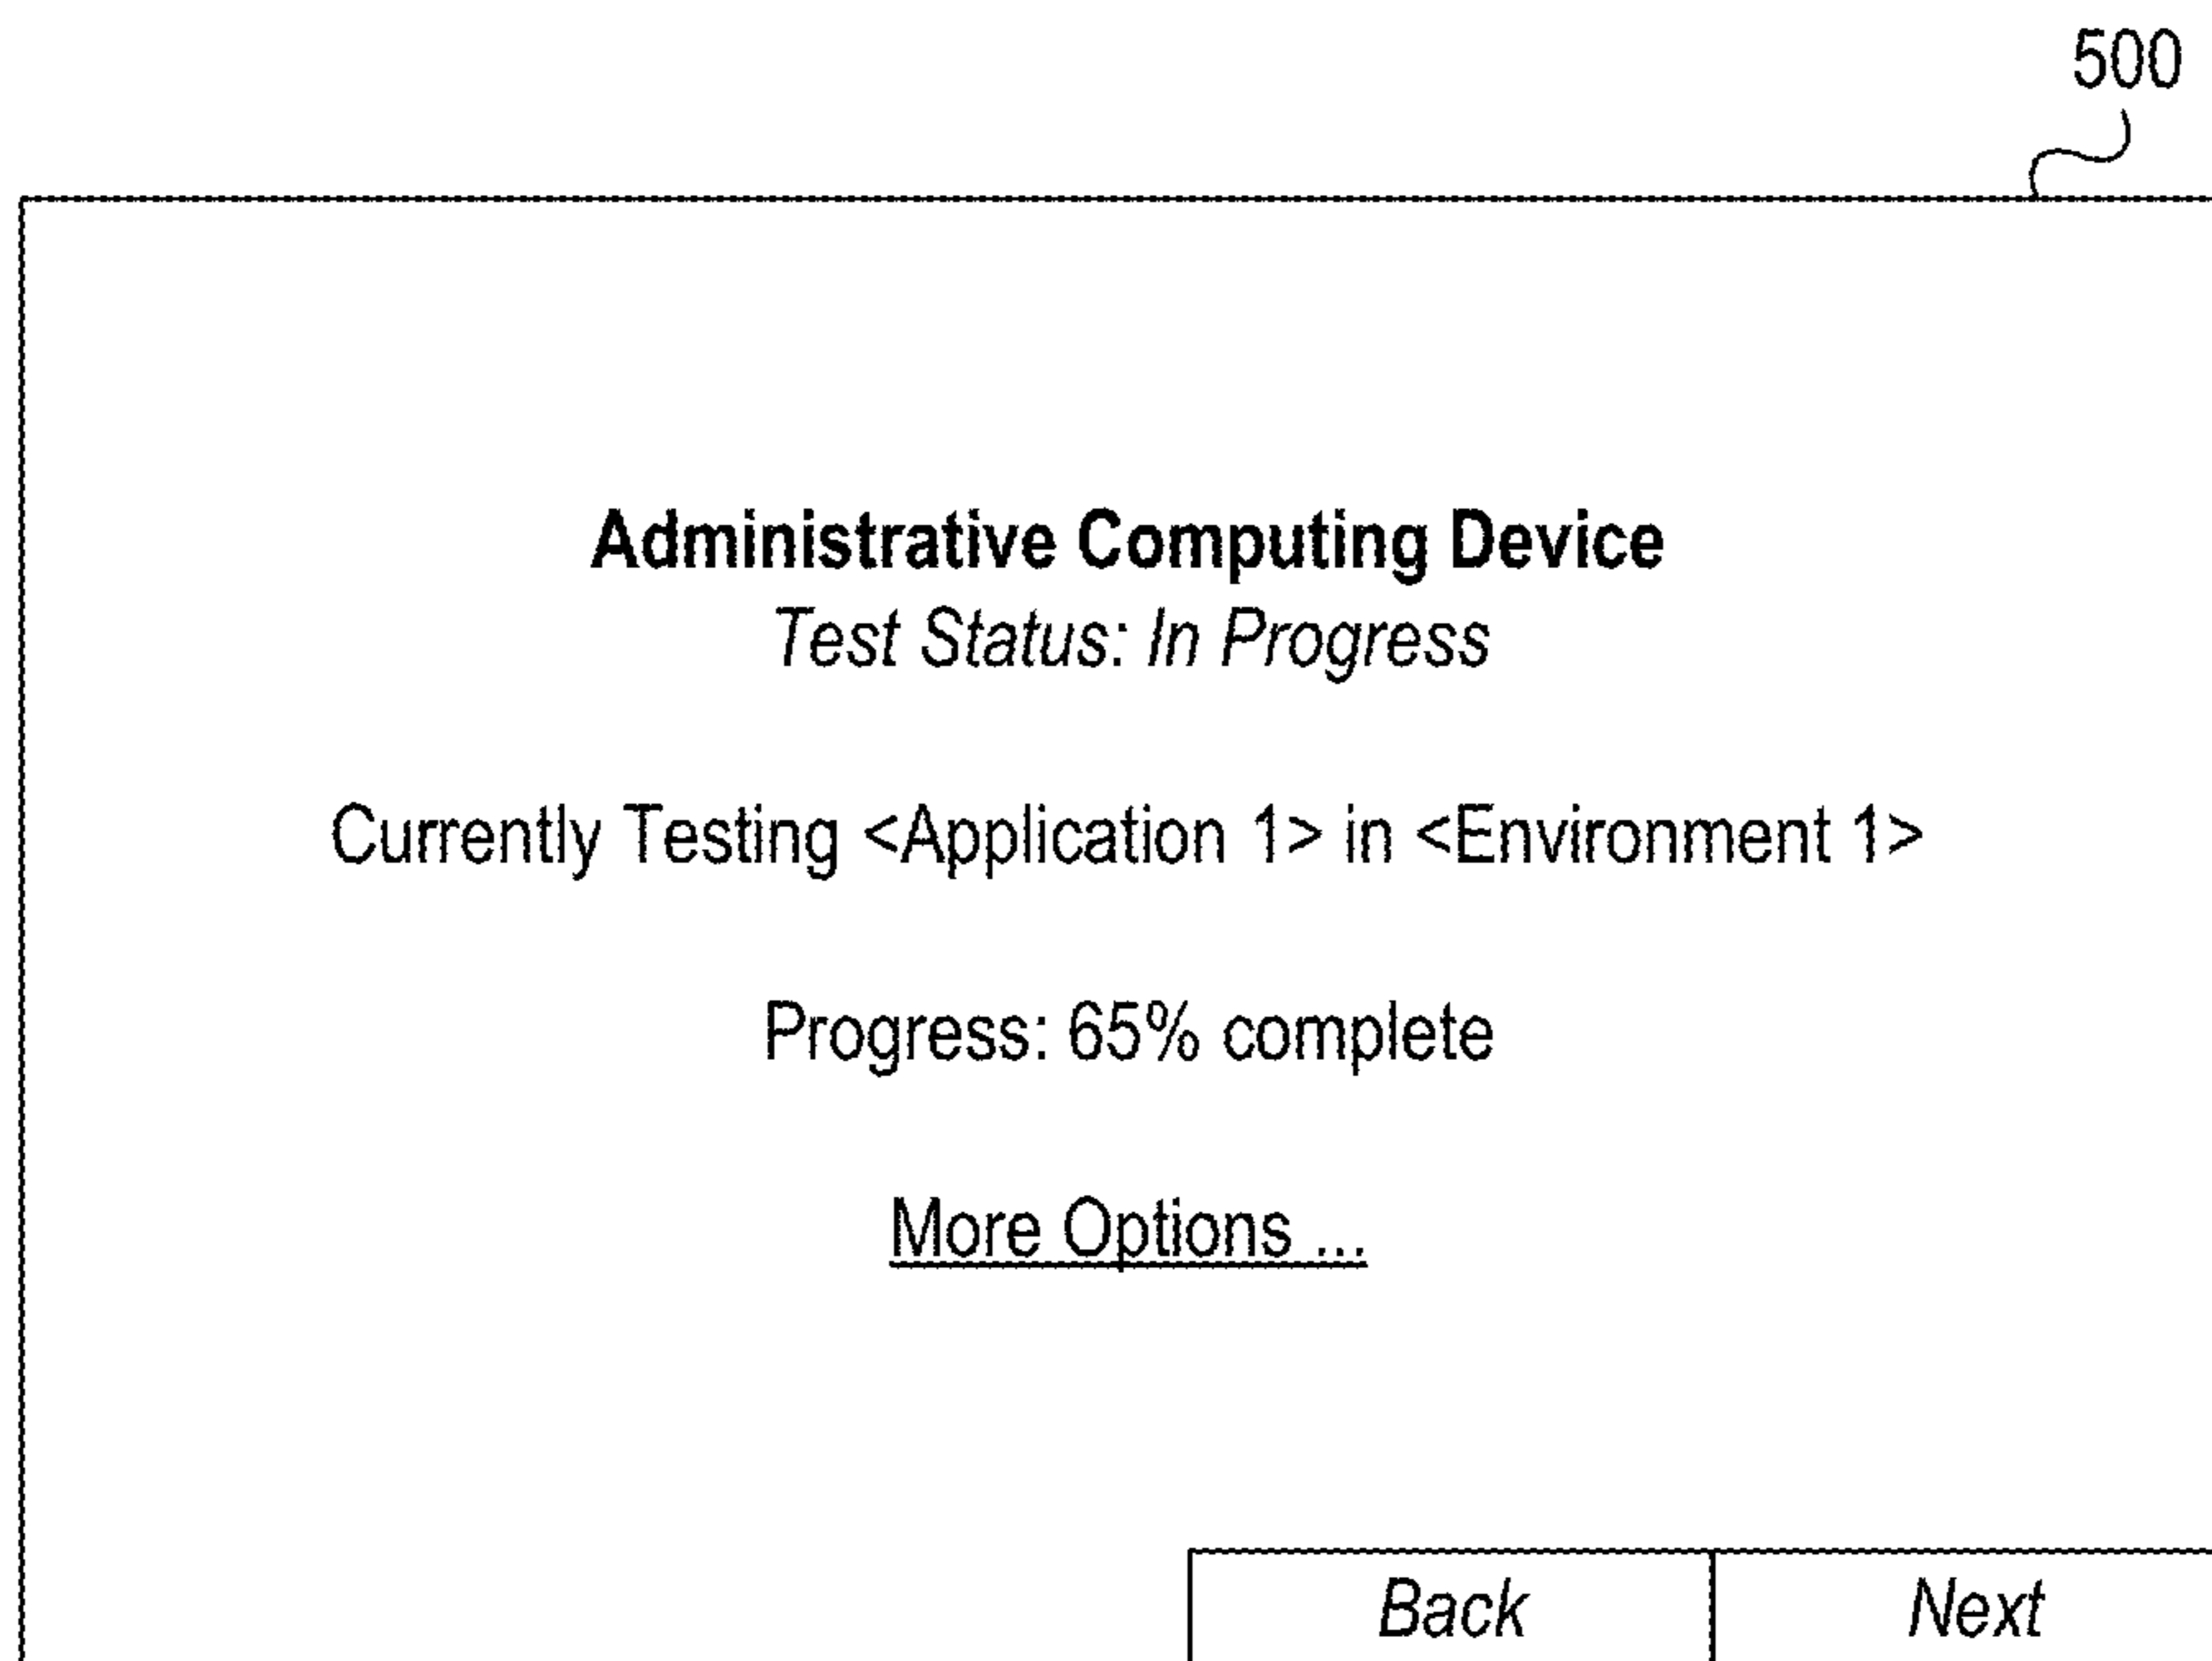 500
Administrative Computing Device
Test Status: In Progress
Currently Testing <Application 1> in <Environment 1>
Progress: 65% complete
More Options ...
Back Next